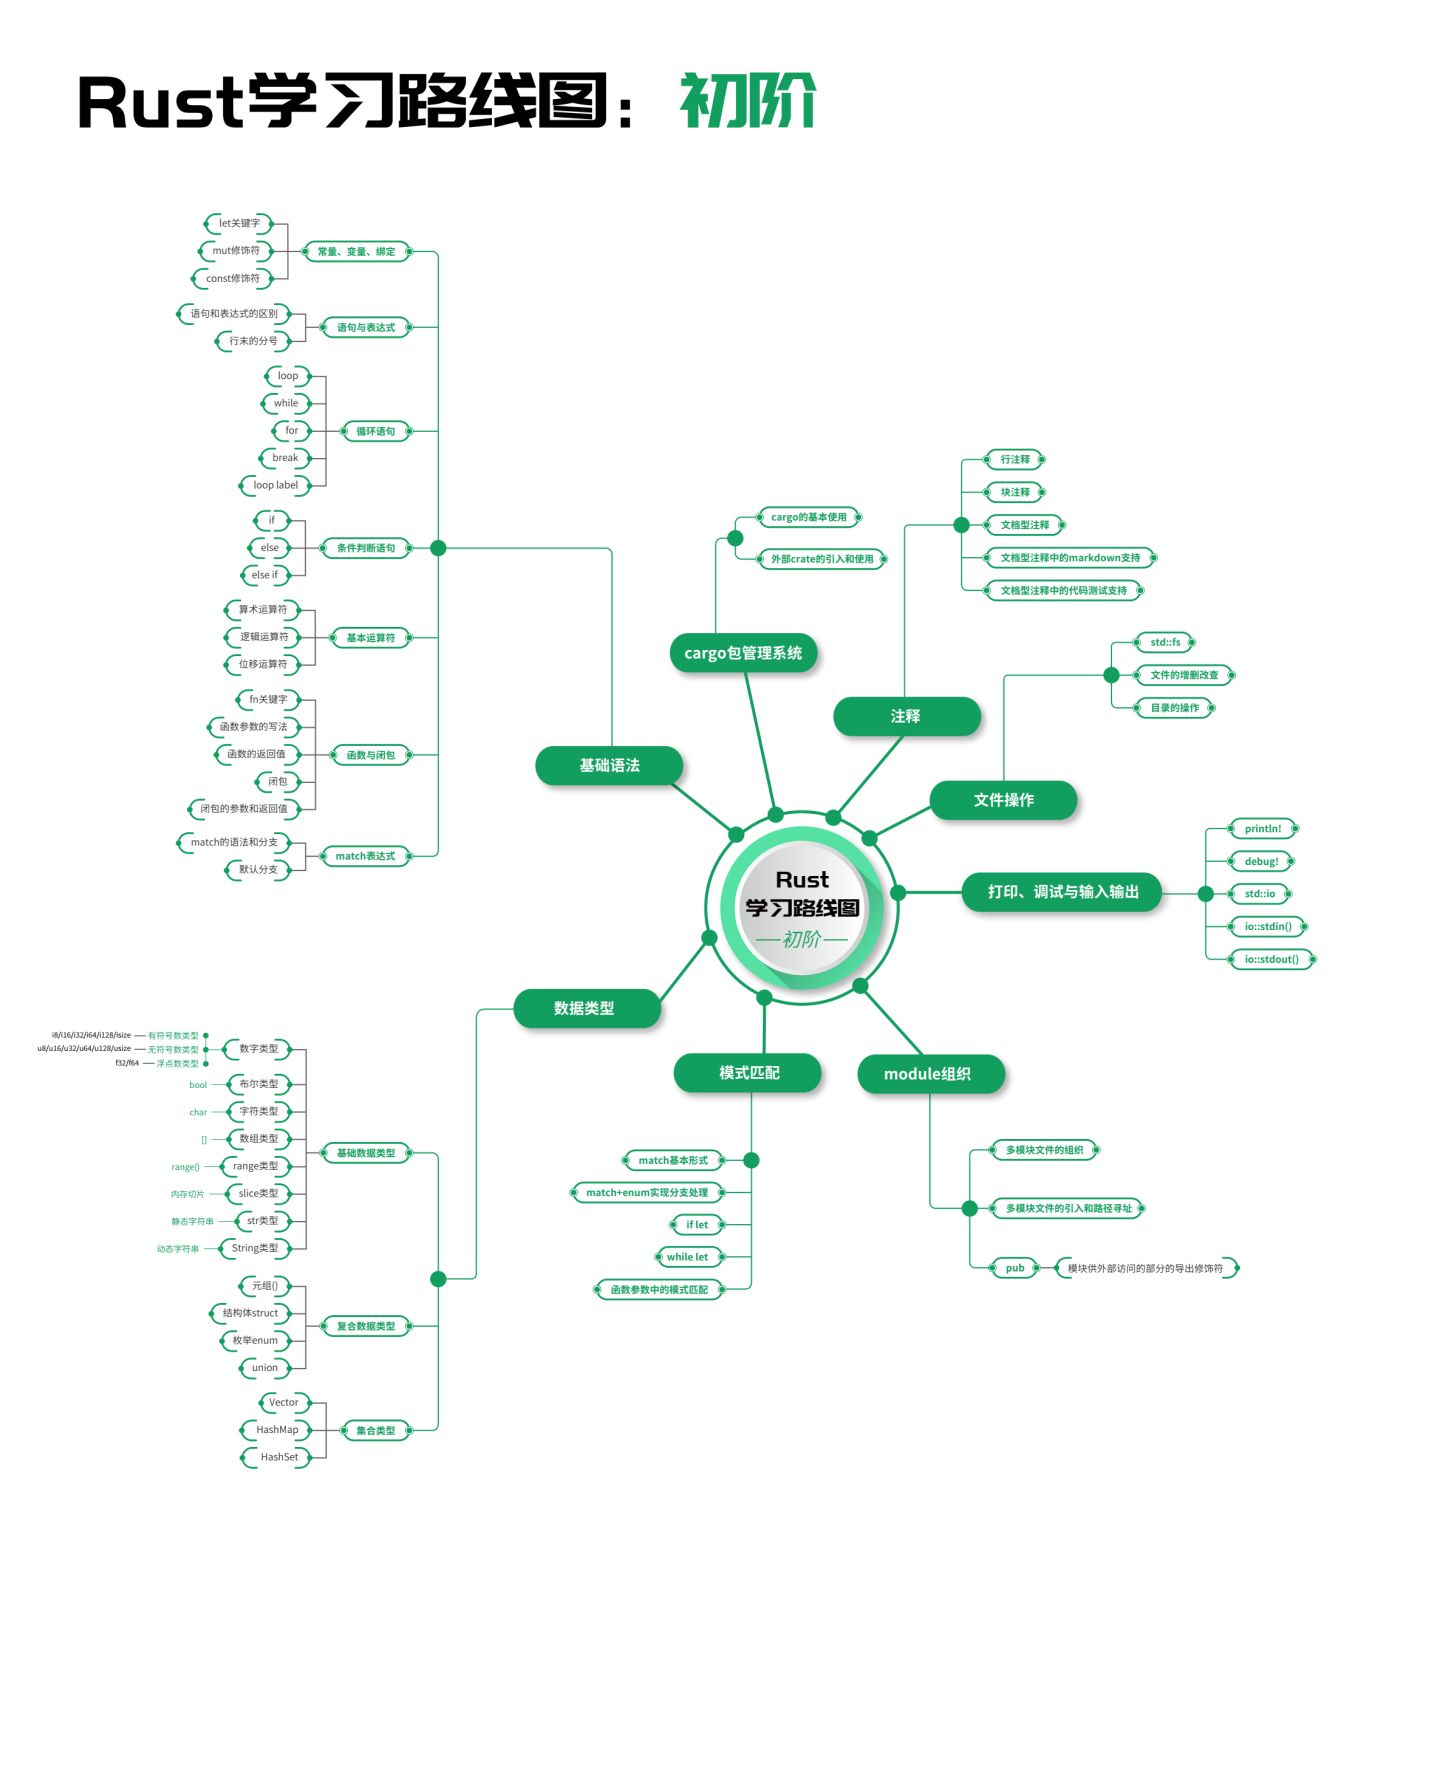 Rust学习路线图：初阶
let关键字
mut修饰符
const修饰符
常量、变量、绑定
语句和表达式的区别
行末的分号
语句与表达式
loop
while
for
break
loop label
循环语句
if
else
else if
条件判断语句
算术运算符
逻辑运算符
位移运算符
基本运算符
fn关键字
函数参数的写法
函数的返回值
闭包
闭包的参数和返回值
函数与闭包
match的语法和分支
默认分支
match表达式
基础语法
cargo的基本使用
外部crate的引入和使用
cargo包管理系统
行注释
块注释
文档型注释
文档型注释中的markdown支持
文档型注释中的代码测试支持
注释
std::fs
文件的增删改查
目录的操作
文件操作
println!
debug!
std::io
io::stdin()
io::stdout()
打印、调试与输入输出
Rust
学习路线图
初阶
数据类型
i8/i16/i32/i64/i128/isize
有符号数类型
u8/u16/u32/u64/u128/usize
无符号数类型
f32/f64
浮点数类型
数字类型
bool
布尔类型
char
字符类型
[]
数组类型
range()
range类型
内存切片
slice类型
静态字符串
str类型
动态字符串
String类型
基础数据类型
元组()
结构体struct
枚举enum
union
复合数据类型
Vector
HashMap
HashSet
集合类型
模式匹配
match基本形式
match+enum实现分支处理
if let
while let
函数参数中的模式匹配
module组织
多模块文件的组织
多模块文件的引入和路径寻址
pub
模块供外部访问的部分的导出修饰符